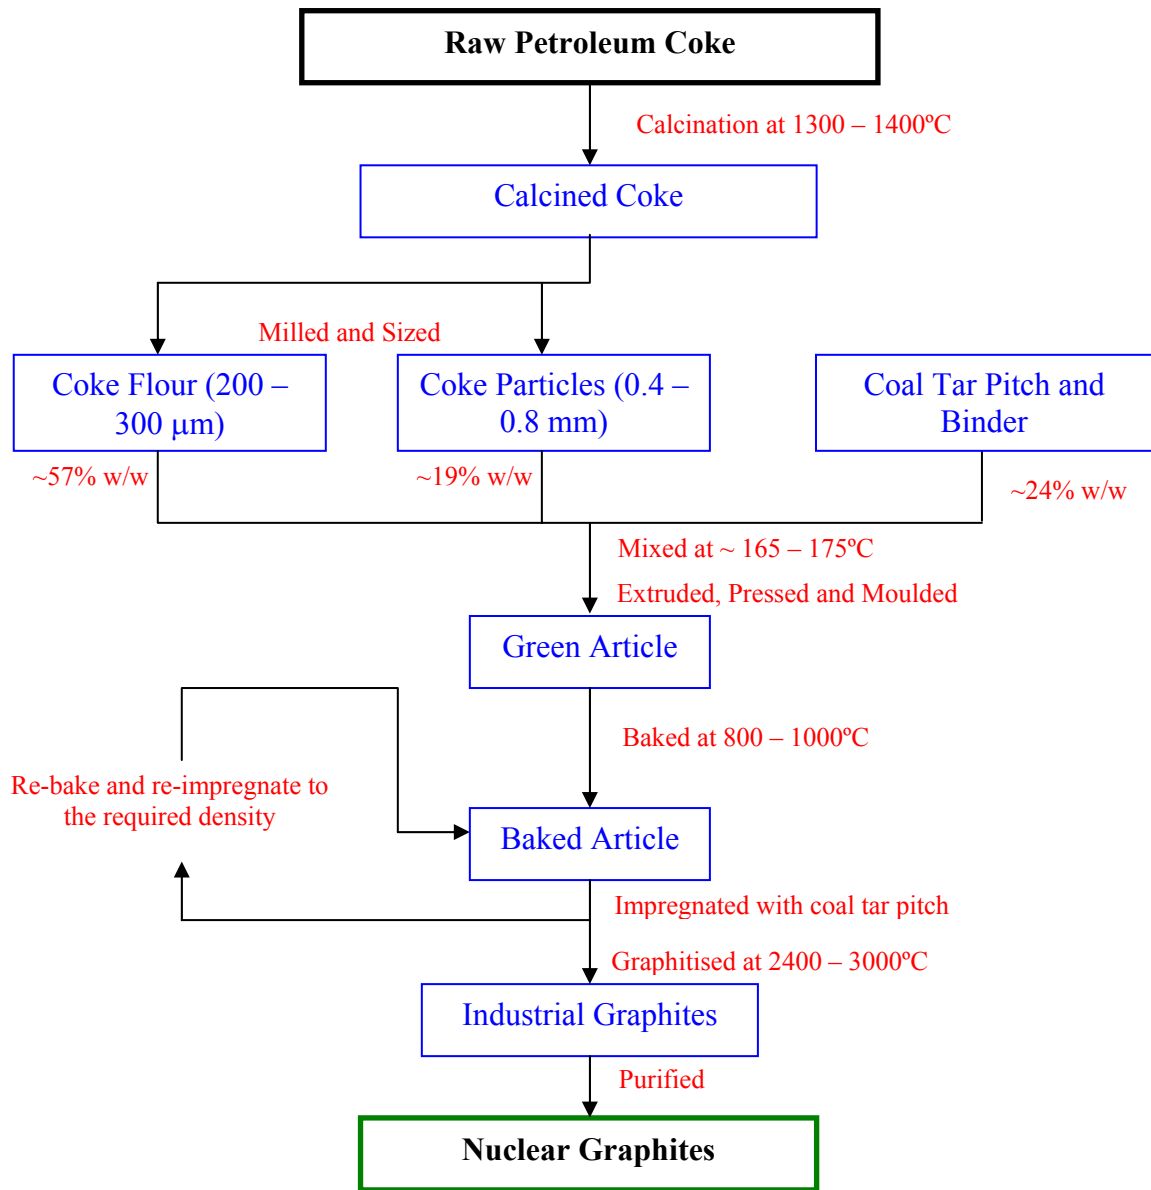 Raw Petroleum Coke
Calcination at 1300 – 1400ºC
Calcined Coke
Milled and Sized
Coke Flour (200 –
300 µm)
Coke Particles (0.4 –
0.8 mm)
Coal Tar Pitch and
Binder
~57% w/w
~19% w/w
~24% w/w
Mixed at ~ 165 – 175ºC
Extruded, Pressed and Moulded
Green Article
Baked at 800 – 1000ºC
Re-bake and re-impregnate to
the required density
Baked Article
Impregnated with coal tar pitch
Graphitised at 2400 – 3000ºC
Industrial Graphites
Purified
Nuclear Graphites